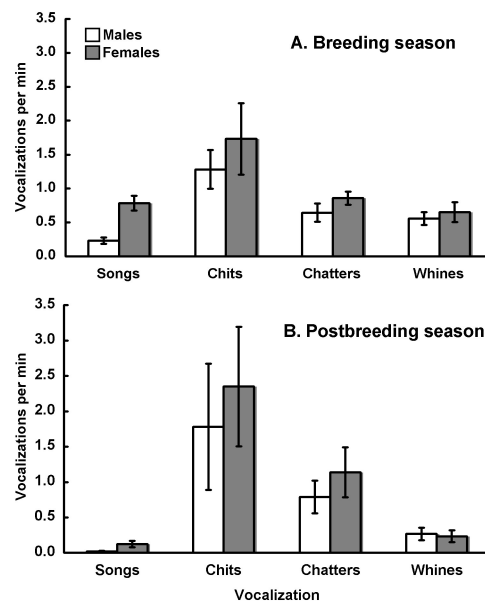 Males
Females
A. Breeding season
Vocalizations per min
3.5
3.0
2.5
2.0
1.5
1.0
0.5
0.0
Songs Chits Chatters Whines
B. Postbreeding season
Vocalizations per min
3.5
3.0
2.5
2.0
1.5
1.0
0.5
0.0
Songs Chits Chatters Whines
Vocalization